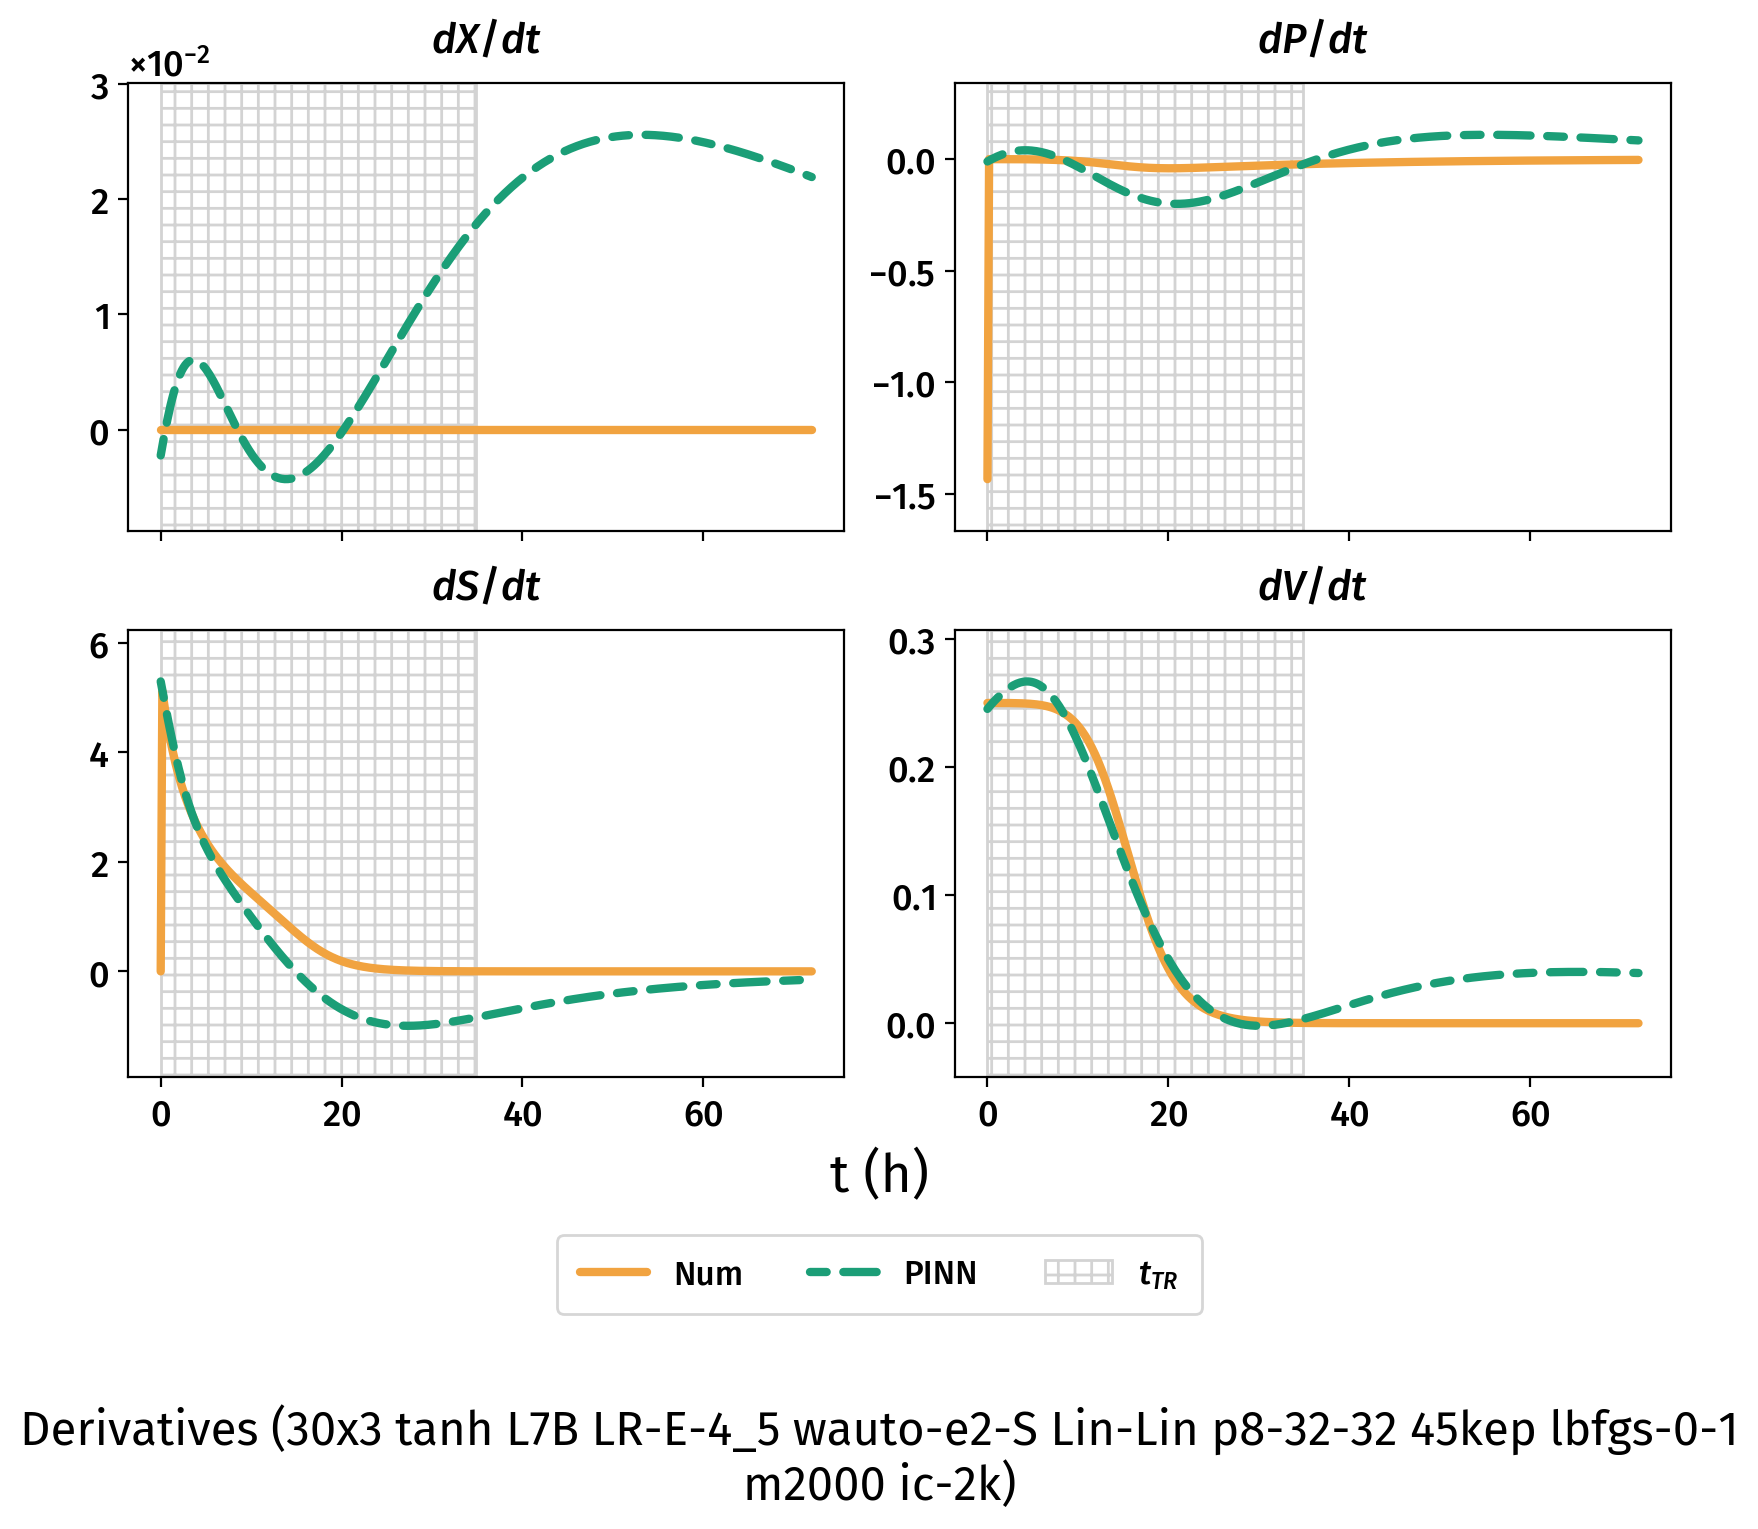 dX/dt
×10⁻²
3
2
1
0
dP/dt
0.0
−0.5
−1.0
−1.5
dS/dt
6
4
2
0
0 20 40 60
dV/dt
0.3
0.2
0.1
0.0
0 20 40 60
t (h)
Num PINN t_TR
Derivatives (30x3 tanh L7B LR-E-4_5 wauto-e2-S Lin-Lin p8-32-32 45kep lbfgs-0-1
m2000 ic-2k)